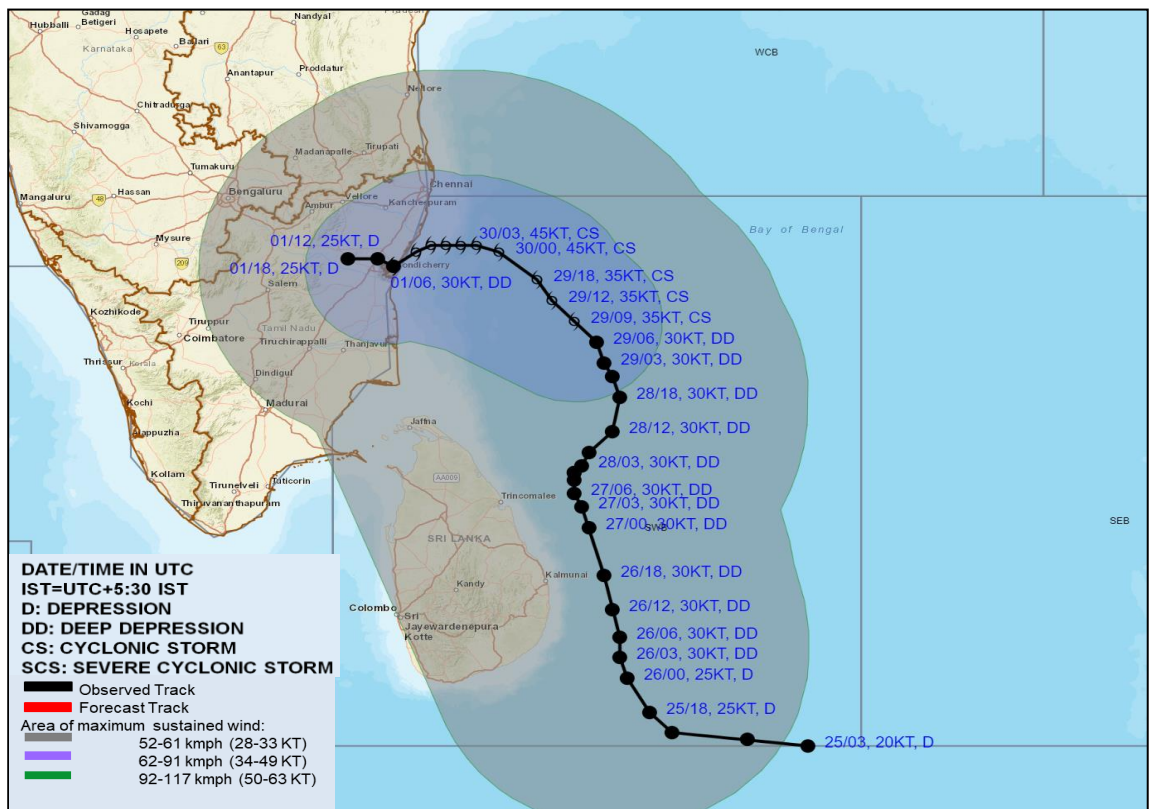 Gadag
Betigeri
Hubballi
Hosapete
Ballari
Nandyal
Karnataka
63
Proddatur
Anantapur
Chitradurga
Nellore
Shivamogga
Tirupati
Madanapalle
Tumakuru
Hassan
Bengaluru
Mangaluru
48
Ambur
Vellore
Chennai
Kancheepuram
Mysure
209
Salem
Kozhikode
Tiruppur
Coimbatore
Tamil Nadu
Tiruchirappalli
Thanjavur
Thrissur
Kerala
Dindigul
Kochi
Madurai
Alappuzha
Kollam
Tirunelveli
Tuticorin
Thiruvananthapuram
Jaffna
AA009
Trincomalee
SRI LANKA
Kandy
Kalmunai
Colombo
Sri
Jayewardenepura
Kotte
WCB
Bay of Bengal
SWB
SEB
30/03, 45KT, CS
30/00, 45KT, CS
01/12, 25KT, D
01/18, 25KT, D
01/06, 30KT, DD
29/18, 35KT, CS
29/12, 35KT, CS
29/09, 35KT, CS
29/06, 30KT, DD
29/03, 30KT, DD
28/18, 30KT, DD
28/12, 30KT, DD
28/03, 30KT, DD
27/06, 30KT, DD
27/03, 30KT, DD
27/00, 30KT, DD
26/18, 30KT, DD
26/12, 30KT, DD
26/06, 30KT, DD
26/03, 30KT, DD
26/00, 25KT, D
25/18, 25KT, D
25/03, 20KT, D
DATE/TIME IN UTC
IST=UTC+5:30 IST
D: DEPRESSION
DD: DEEP DEPRESSION
CS: CYCLONIC STORM
SCS: SEVERE CYCLONIC STORM
Observed Track
Forecast Track
Area of maximum sustained wind:
52-61 kmph (28-33 KT)
62-91 kmph (34-49 KT)
92-117 kmph (50-63 KT)